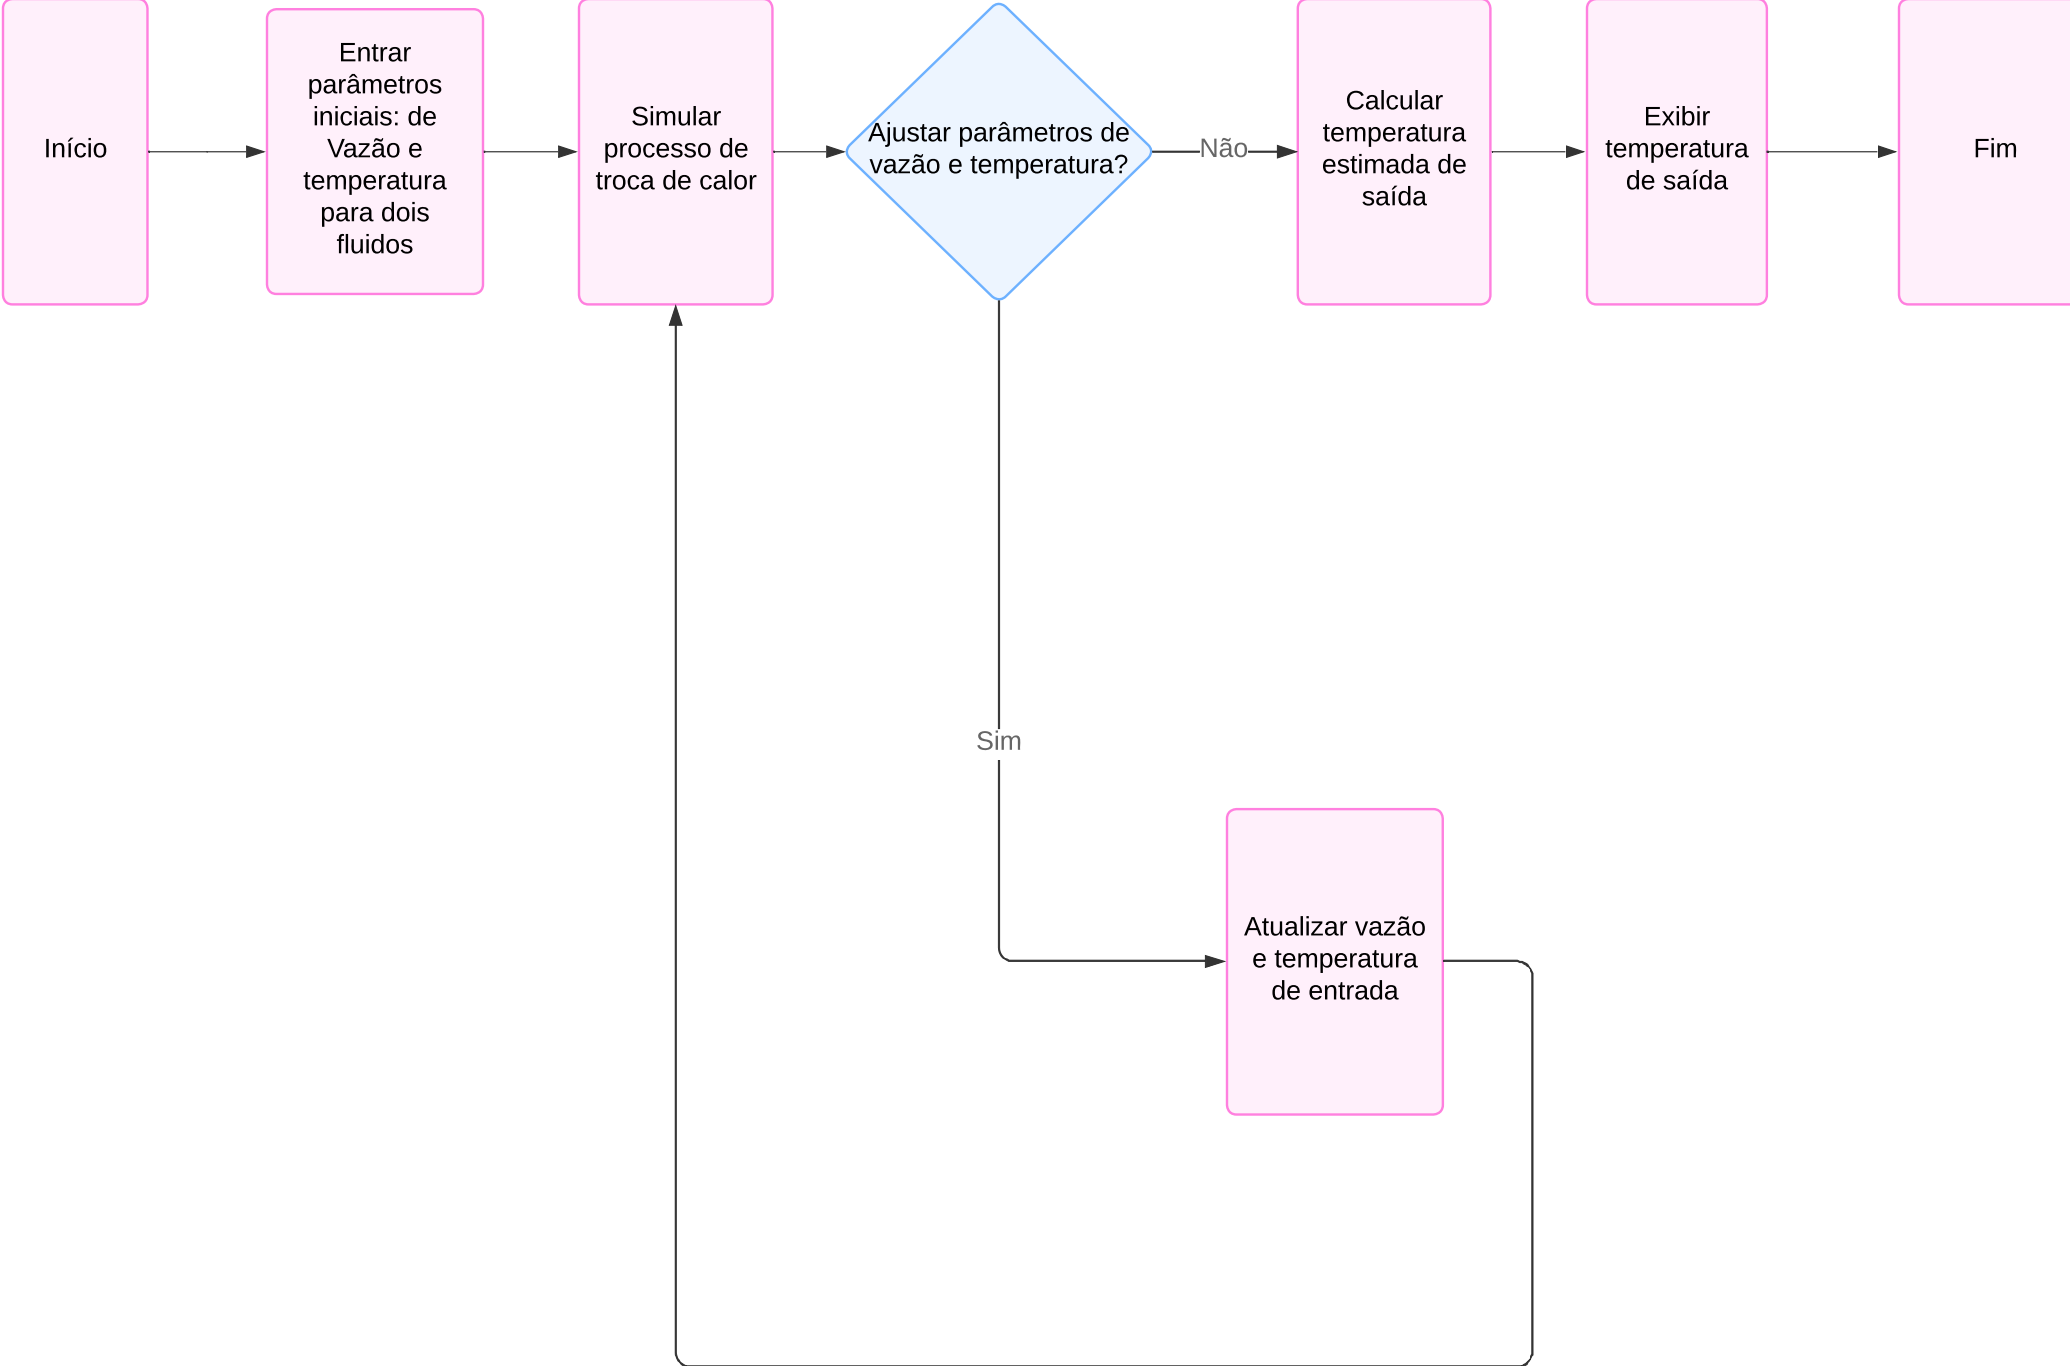 Início
Entrar
parâmetros
iniciais: de
Vazão e
temperatura
para dois
fluidos
Simular
processo de
troca de calor
Ajustar parâmetros de
vazão e temperatura?
Não
Calcular
temperatura
estimada de
saída
Exibir
temperatura
de saída
Fim
Sim
Atualizar vazão
e temperatura
de entrada